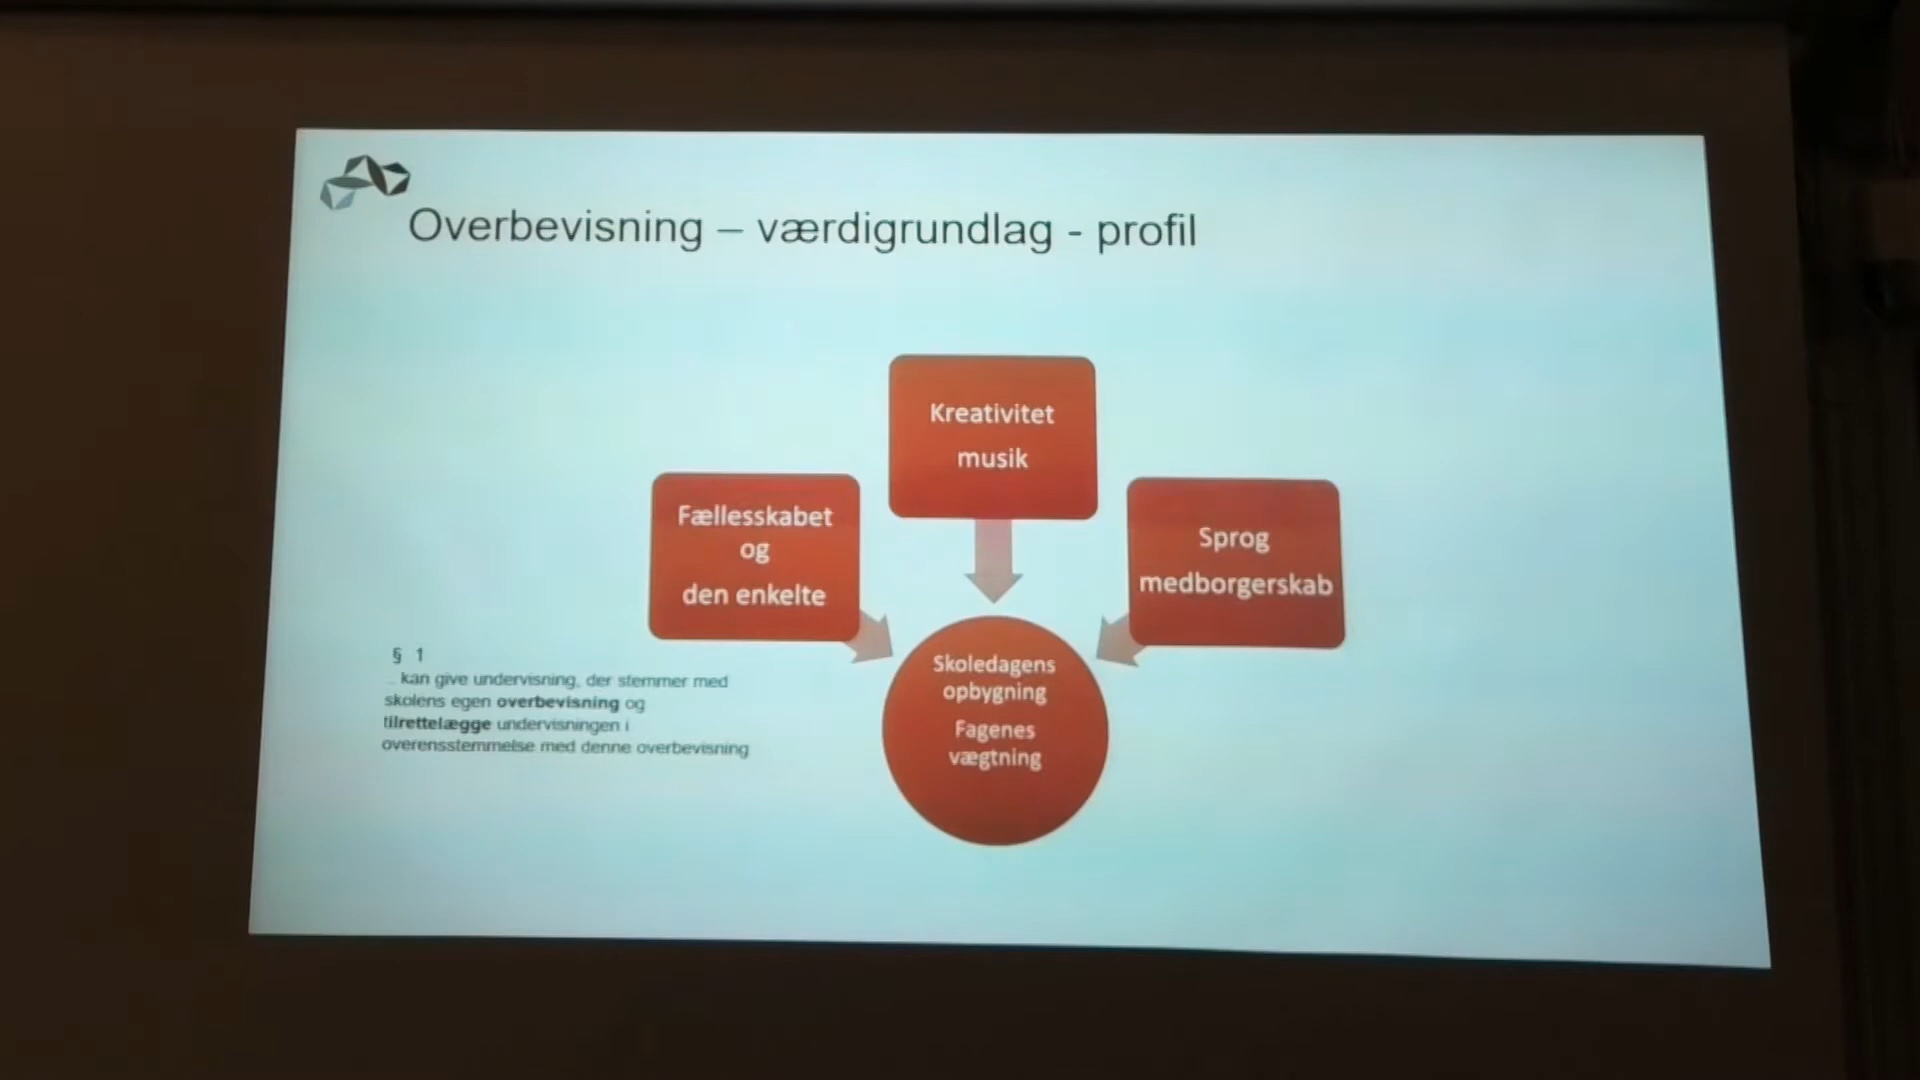 Overbevisning – værdigrundlag - profil
Kreativitet
musik
Fællesskabet
og
den enkelte
Sprog
medborgerskab
§ 1
.. kan give undervisning, der stemmer med
skolens egen overbevisning og
tilrettelægge undervisningen i
overensstemmelse med denne overbevisning
Skoledagens
opbygning
Fagenes
vægtning